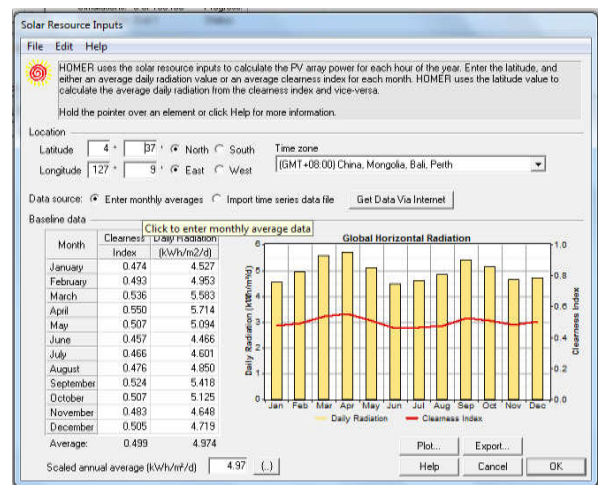 Solar Resource Inputs
File Edit Help
HOMER uses the solar resource inputs to calculate the PV array power for each hour of the year. Enter the latitude, and
either an average daily radiation value or an average clearness index for each month. HOMER uses the latitude value to
calculate the average daily radiation from the clearness index and vice-versa.
Hold the pointer over an element or click Help for more information.
Location
Latitude 4 ° 37 ' North South Time zone
Longitude 127 ° 9 ' East West (GMT+08:00) China, Mongolia, Bali, Perth
Data source: Enter monthly averages Import time series data file Get Data Via Internet
Baseline data
Click to enter monthly average data
Month Clearness Daily Radiation
Index (kWh/m2/d)
January 0.474 4.527
February 0.493 4.953
March 0.536 5.583
April 0.550 5.714
May 0.507 5.094
June 0.457 4.466
July 0.466 4.601
August 0.476 4.850
September 0.524 5.418
October 0.507 5.125
November 0.483 4.648
December 0.505 4.719
Average: 0.499 4.974
Scaled annual average (kWh/m²/d) 4.97 {..}
Global Horizontal Radiation
Daily Radiation (kWh/m²/d)
6
5
4
3
2
1
0
1.0
0.8
0.6
0.4
0.2
0.0
Clearness Index
Jan Feb Mar Apr May Jun Jul Aug Sep Oct Nov Dec
Daily Radiation Clearness Index
Plot... Export...
Help Cancel OK